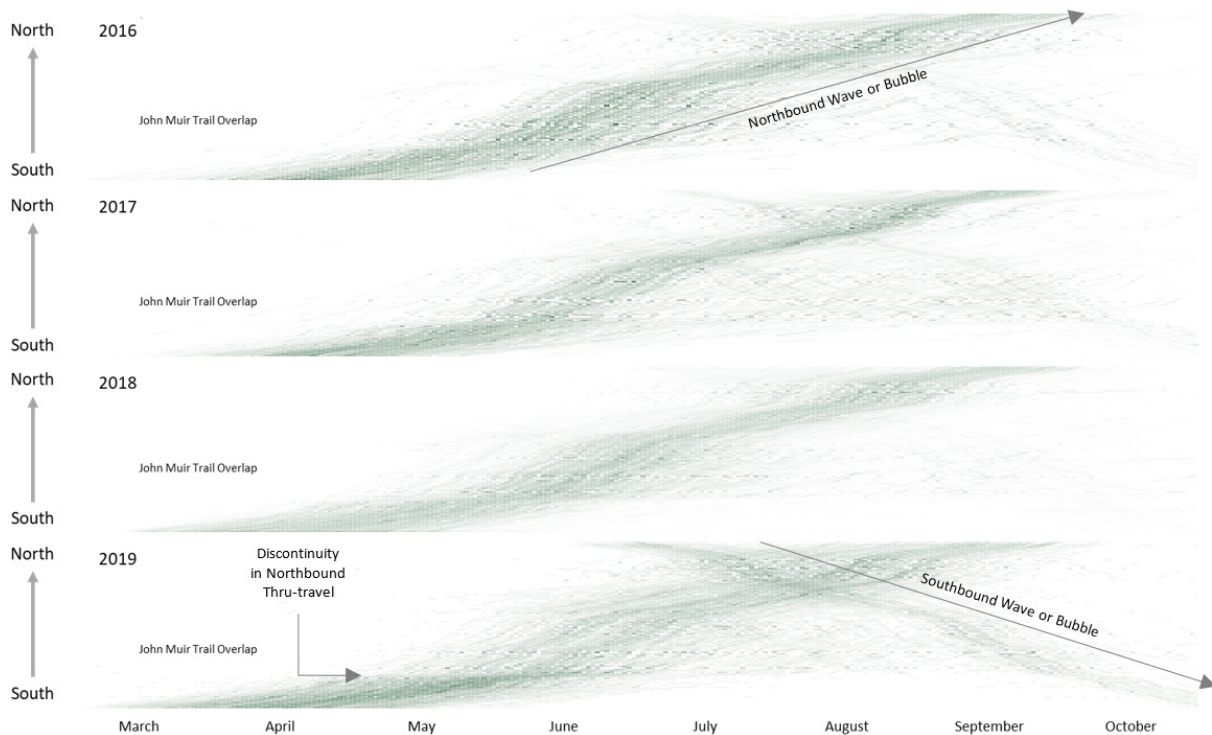 North
2016
John Muir Trail Overlap
Northbound Wave or Bubble
South
North
2017
John Muir Trail Overlap
South
North
2018
John Muir Trail Overlap
South
North
2019
Discontinuity
in Northbound
Thru-travel
Southbound Wave or Bubble
John Muir Trail Overlap
South
March April May June July August September October